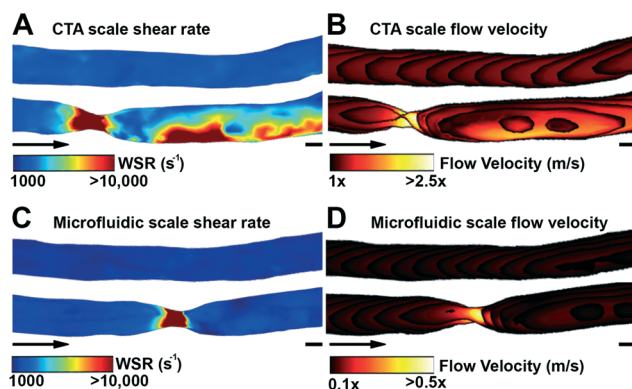 A CTA scale shear rate
B CTA scale flow velocity
WSR (s-1)
1000 >10,000
Flow Velocity (m/s)
1x >2.5x
C Microfluidic scale shear rate
D Microfluidic scale flow velocity
WSR (s-1)
1000 >10,000
Flow Velocity (m/s)
0.1x >0.5x